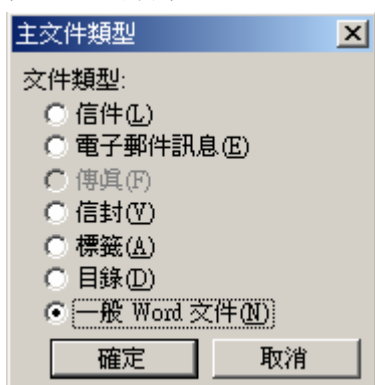 主文件類型
文件類型:
信件(L)
電子郵件訊息(E)
傳真(F)
信封(V)
標籤(A)
目錄(D)
一般 Word 文件(N)
確定 取消